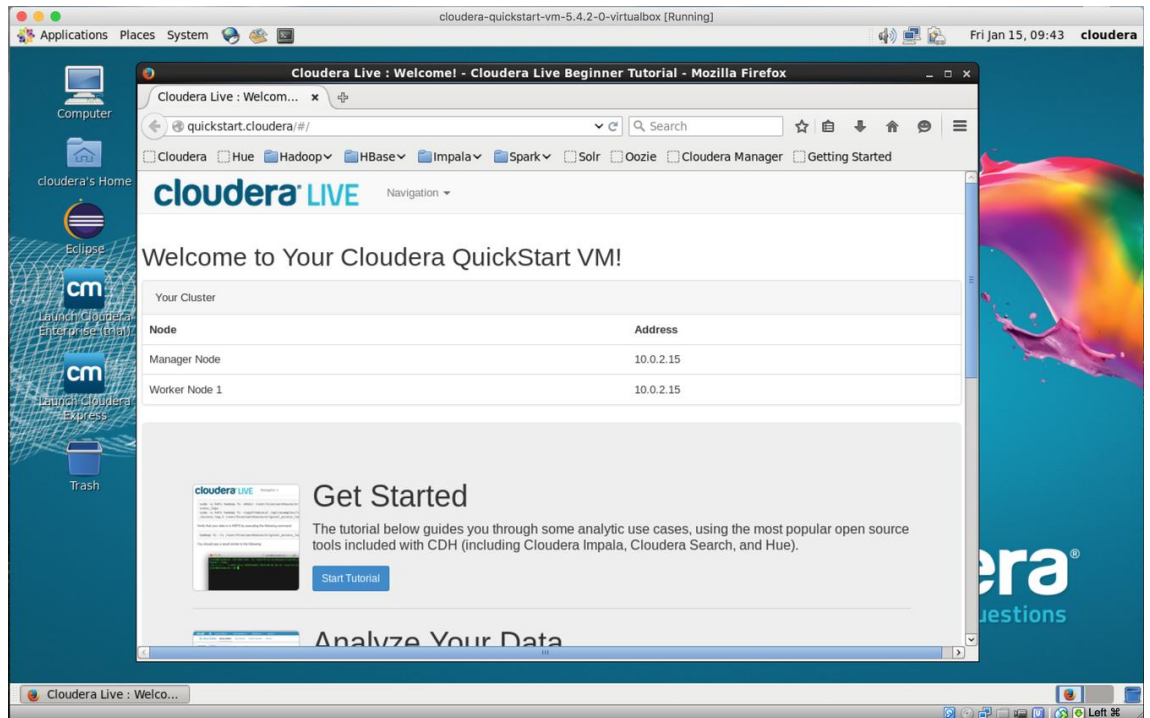 cloudera-quickstart-vm-5.4.2-0-virtualbox [Running]
Applications Places System Fri Jan 15, 09:43 cloudera
Computer
cloudera's Home
Eclipse
cm
Launch Cloudera
Enterprise (trial)
cm
Launch Cloudera
Express
Trash
Cloudera Live : Welcome! - Cloudera Live Beginner Tutorial - Mozilla Firefox
Cloudera Live : Welcom...
quickstart.cloudera/#/ Search
Cloudera Hue Hadoop HBase Impala Spark Solr Oozie Cloudera Manager Getting Started
cloudera LIVE Navigation
Welcome to Your Cloudera QuickStart VM!
Your Cluster
Node Address
Manager Node 10.0.2.15
Worker Node 1 10.0.2.15
cloudera LIVE
Get Started
The tutorial below guides you through some analytic use cases, using the most popular open source
tools included with CDH (including Cloudera Impala, Cloudera Search, and Hue).
Start Tutorial
Analyze Your Data
era®
uestions
Cloudera Live : Welco...
Left ⌘